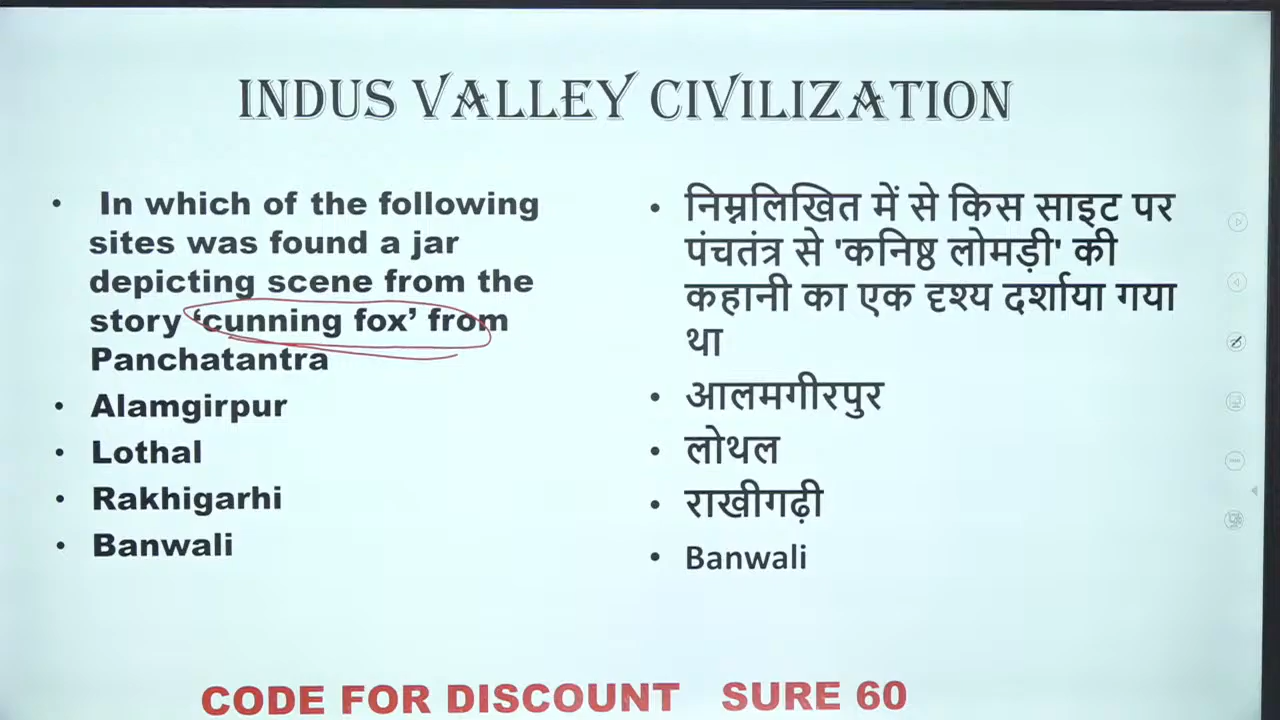 INDUS VALLEY CIVILIZATION
• In which of the following
sites was found a jar
depicting scene from the
story ‘cunning fox’ from
Panchatantra
• Alamgirpur
• Lothal
• Rakhigarhi
• Banwali
• निम्नलिखित में से किस साइट पर
पंचतंत्र से 'कनिष्ठ लोमड़ी' की
कहानी का एक दृश्य दर्शाया गया
था
• आलमगीरपुर
• लोथल
• राखीगढ़ी
• Banwali
CODE FOR DISCOUNT SURE 60